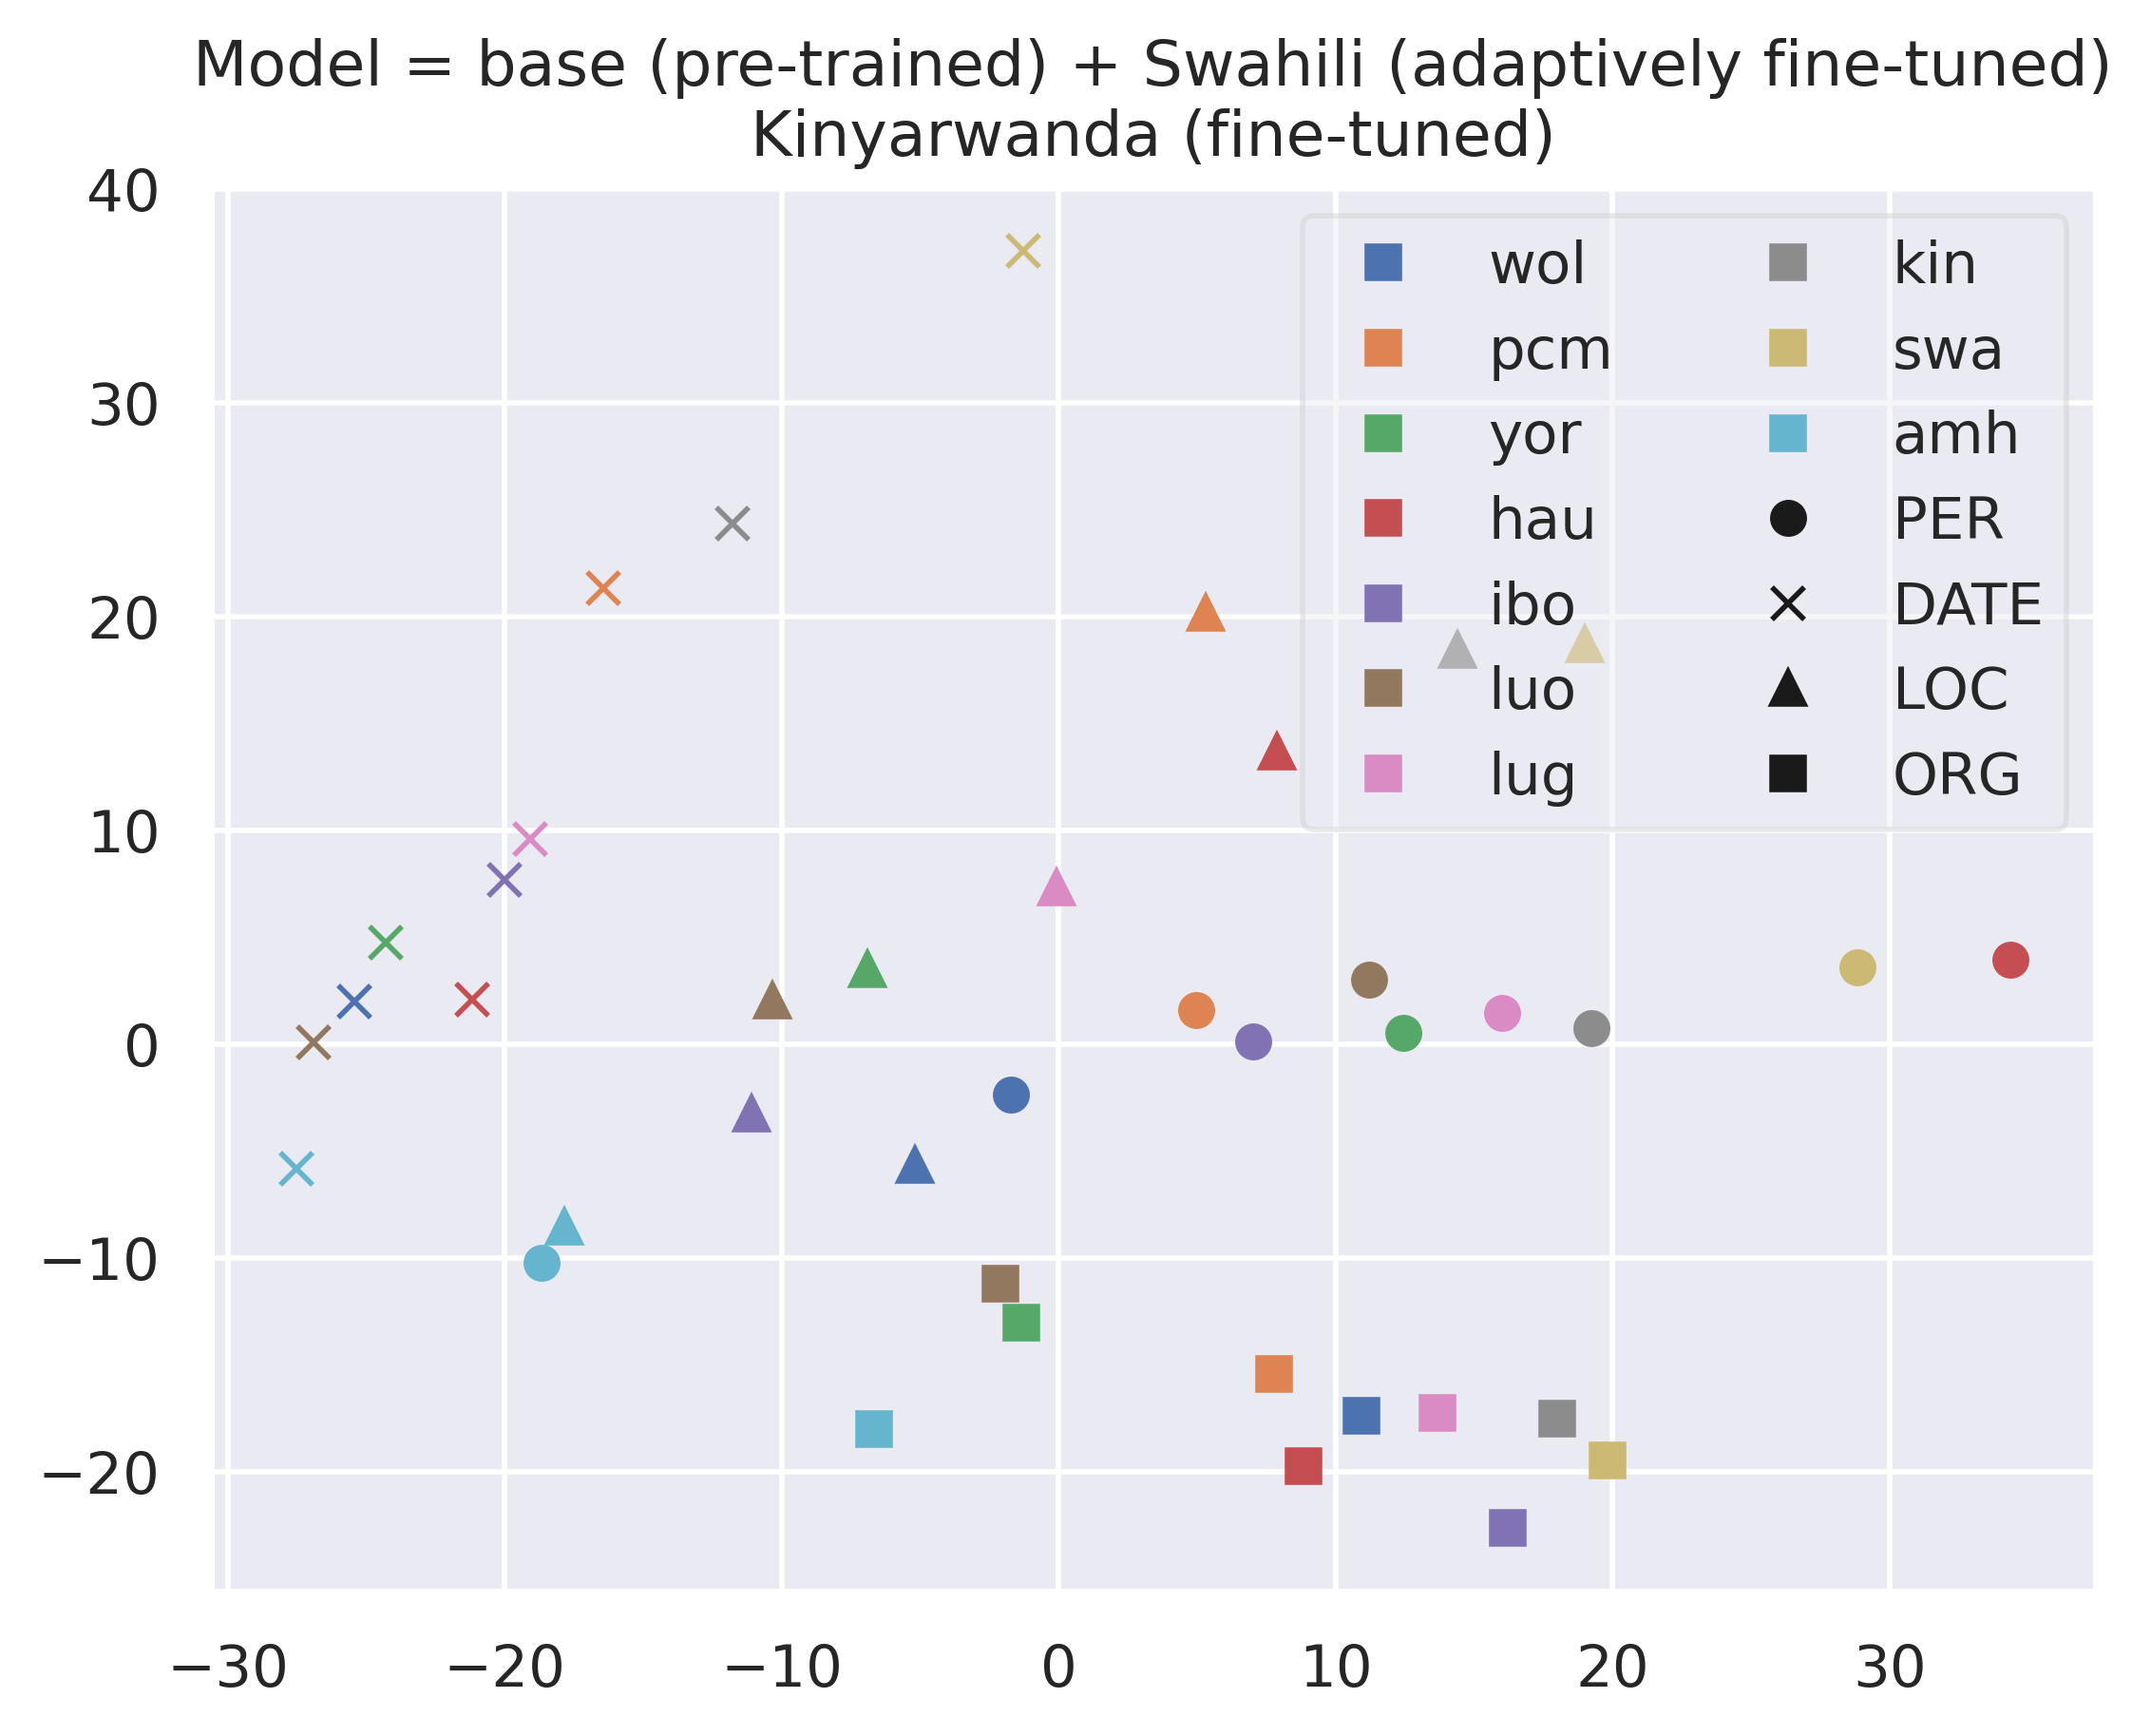 Model = base (pre-trained) + Swahili (adaptively fine-tuned)
Kinyarwanda (fine-tuned)
40
30
20
10
0
−10
−20
−30
−20
−10
0
10
20
30
wol
pcm
yor
hau
ibo
luo
lug
kin
swa
amh
PER
DATE
LOC
ORG